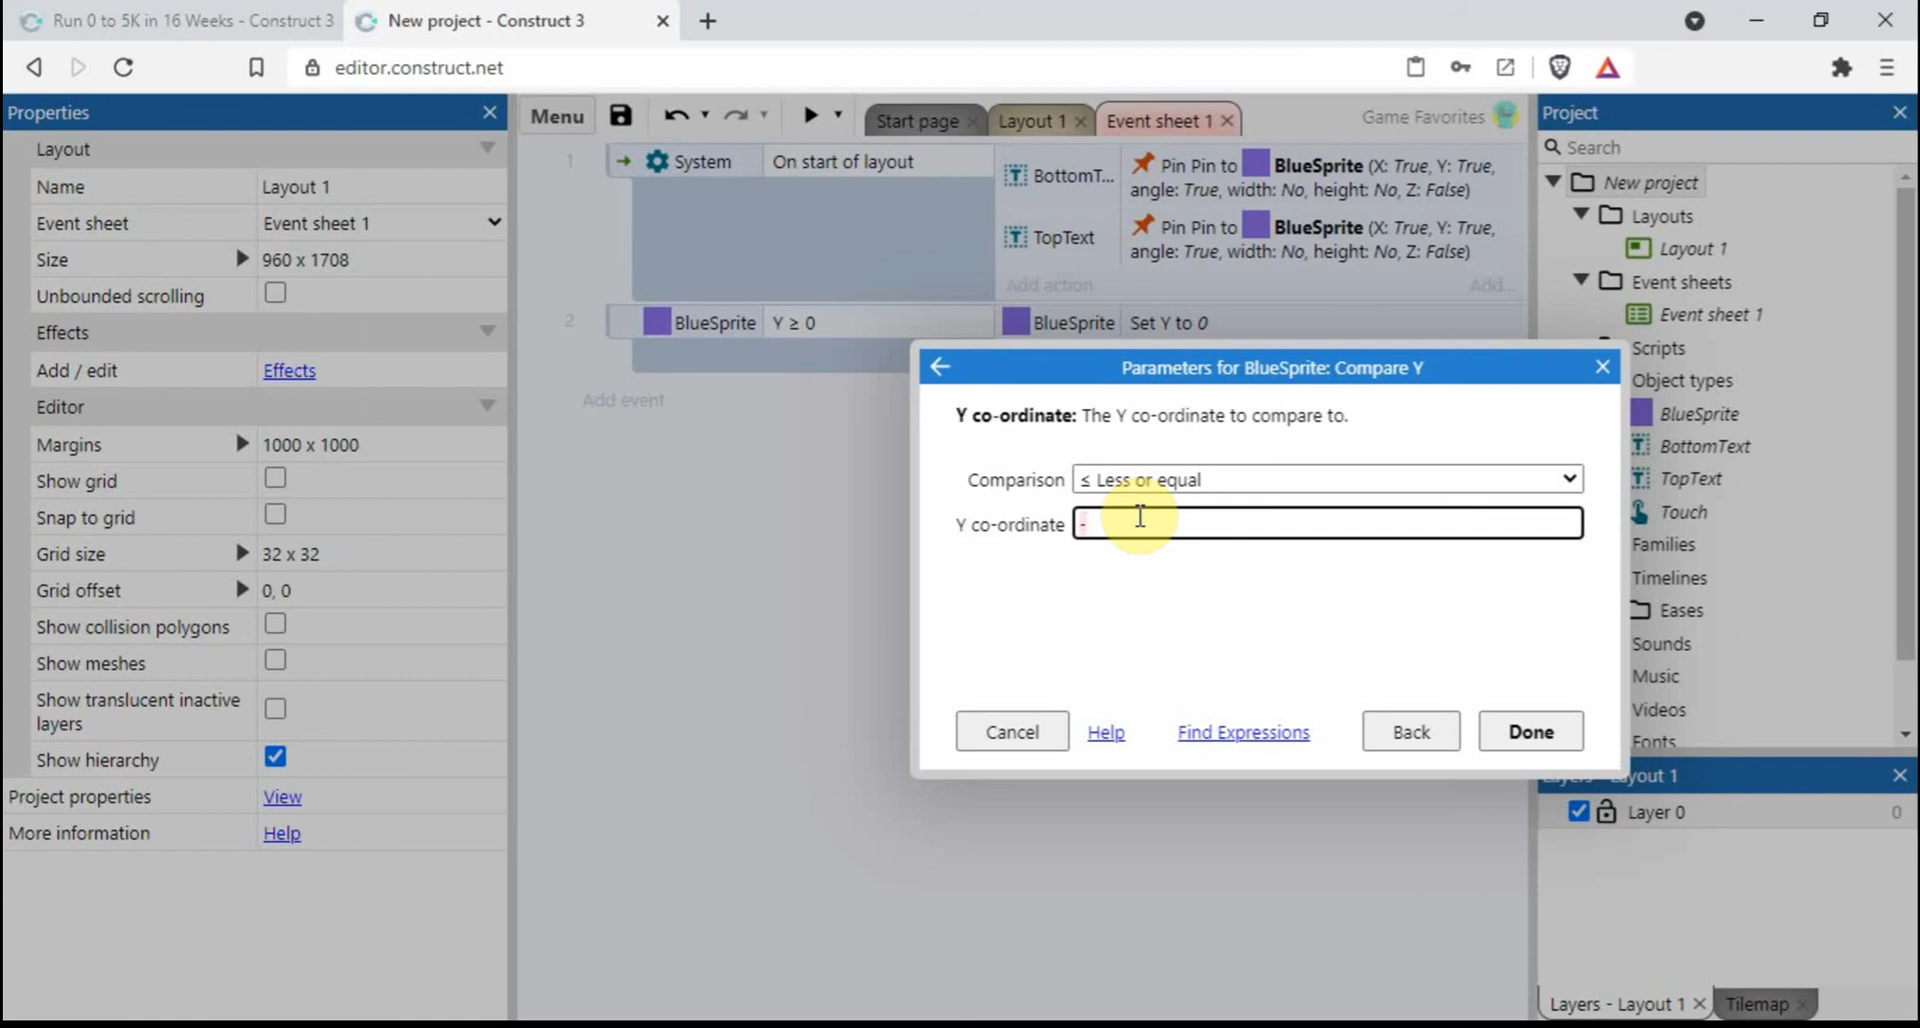 Run 0 to 5K in 16 Weeks - Construct 3
New project - Construct 3
editor.construct.net
Properties
Layout
Name Layout 1
Event sheet Event sheet 1
Size 960 x 1708
Unbounded scrolling
Effects
Add / edit Effects
Editor
Margins 1000 x 1000
Show grid
Snap to grid
Grid size 32 x 32
Grid offset 0, 0
Show collision polygons
Show meshes
Show translucent inactive
layers
Show hierarchy
Project properties View
More information Help
Menu
Start page
Layout 1
Event sheet 1
Game Favorites
1 System On start of layout
BottomT... Pin Pin to BlueSprite (X: True, Y: True,
angle: True, width: No, height: No, Z: False)
TopText Pin Pin to BlueSprite (X: True, Y: True,
angle: True, width: No, height: No, Z: False)
Add action Add...
2 BlueSprite Y ≥ 0 BlueSprite Set Y to 0
Add event
Parameters for BlueSprite: Compare Y
Y co-ordinate: The Y co-ordinate to compare to.
Comparison ≤ Less or equal
Y co-ordinate -
Cancel Help Find Expressions Back Done
Project
Search
New project
Layouts
Layout 1
Event sheets
Event sheet 1
Scripts
Object types
BlueSprite
BottomText
TopText
Touch
Families
Timelines
Eases
Sounds
Music
Videos
Fonts
Layers - Layout 1
Layer 0 0
Layers - Layout 1 Tilemap